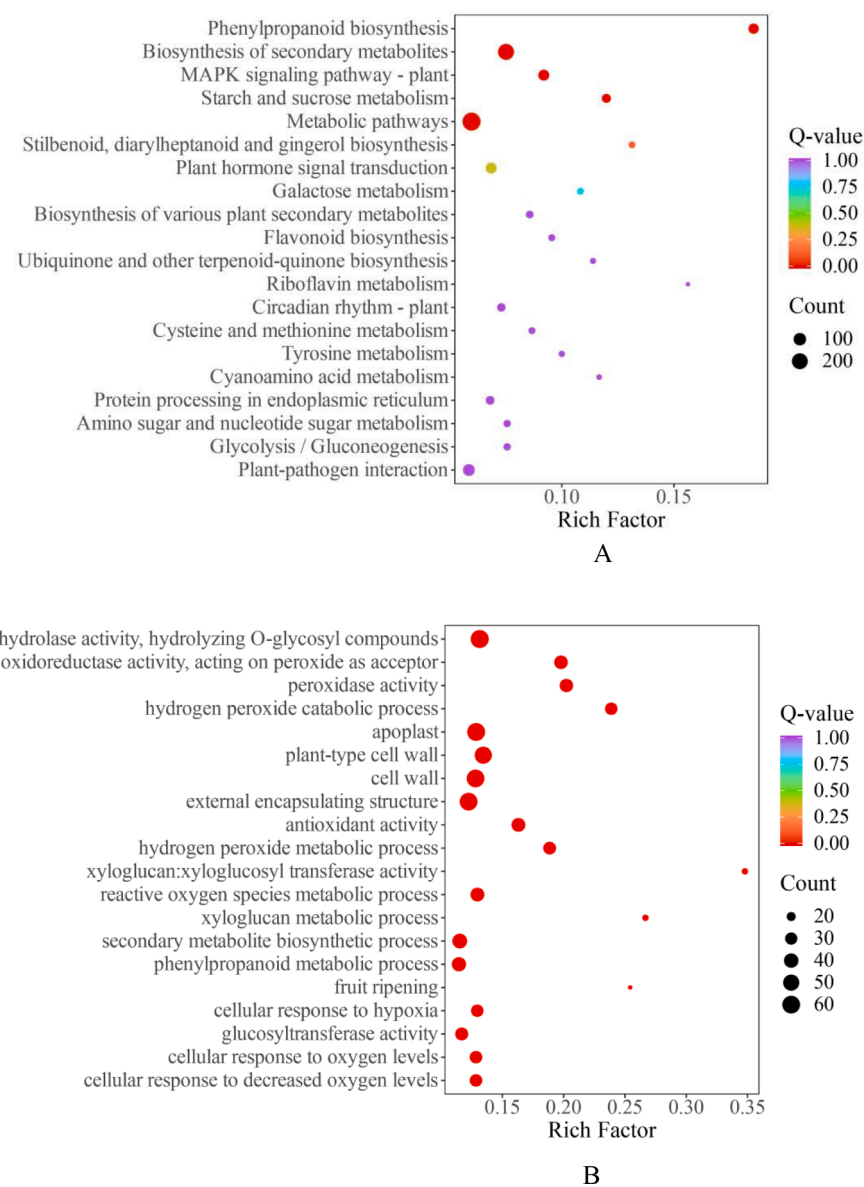 Phenylpropanoid biosynthesis
Biosynthesis of secondary metabolites
MAPK signaling pathway - plant
Starch and sucrose metabolism
Metabolic pathways
Stilbenoid, diarylheptanoid and gingerol biosynthesis
Plant hormone signal transduction
Galactose metabolism
Biosynthesis of various plant secondary metabolites
Flavonoid biosynthesis
Ubiquinone and other terpenoid-quinone biosynthesis
Riboflavin metabolism
Circadian rhythm - plant
Cysteine and methionine metabolism
Tyrosine metabolism
Cyanoamino acid metabolism
Protein processing in endoplasmic reticulum
Amino sugar and nucleotide sugar metabolism
Glycolysis / Gluconeogenesis
Plant-pathogen interaction
0.10 0.15
Rich Factor
Q-value
1.00
0.75
0.50
0.25
0.00
Count
100
200
A
hydrolase activity, hydrolyzing O-glycosyl compounds
oxidoreductase activity, acting on peroxide as acceptor
peroxidase activity
hydrogen peroxide catabolic process
apoplast
plant-type cell wall
cell wall
external encapsulating structure
antioxidant activity
hydrogen peroxide metabolic process
xyloglucan:xyloglucosyl transferase activity
reactive oxygen species metabolic process
xyloglucan metabolic process
secondary metabolite biosynthetic process
phenylpropanoid metabolic process
fruit ripening
cellular response to hypoxia
glucosyltransferase activity
cellular response to oxygen levels
cellular response to decreased oxygen levels
0.15 0.20 0.25 0.30 0.35
Rich Factor
Q-value
1.00
0.75
0.50
0.25
0.00
Count
20
30
40
50
60
B